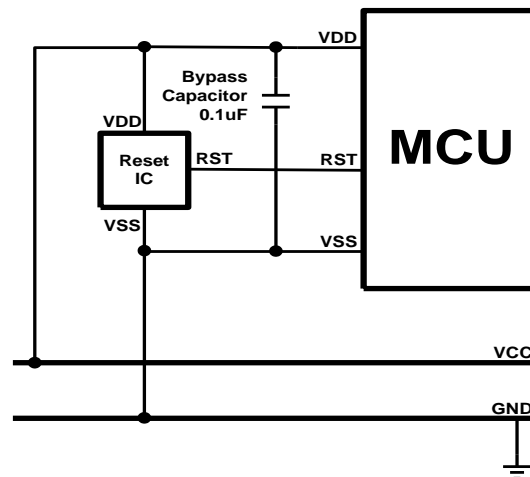 VDD
Bypass
Capacitor
0.1uF
VDD
Reset
IC
RST
RST
MCU
VSS
VSS
VCC
GND